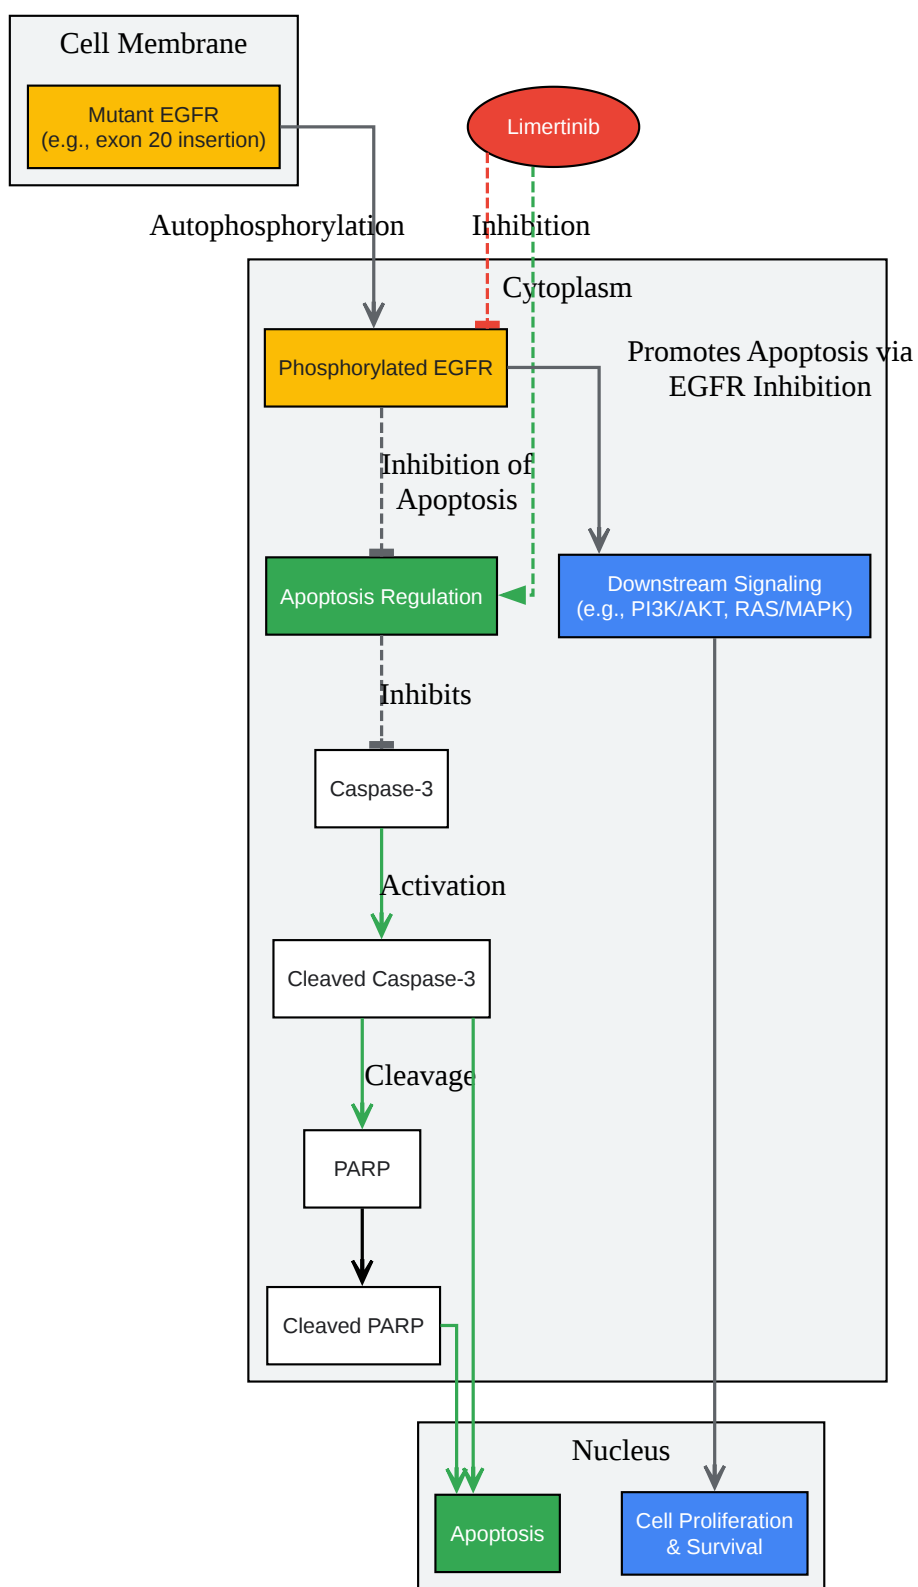 Cell Membrane
Mutant EGFR
(e.g., exon 20 insertion)
Limertinib
Autophosphorylation
Inhibition
Cytoplasm
Phosphorylated EGFR
Promotes Apoptosis via
EGFR Inhibition
Inhibition of
Apoptosis
Apoptosis Regulation
Downstream Signaling
(e.g., PI3K/AKT, RAS/MAPK)
Inhibits
Caspase-3
Activation
Cleaved Caspase-3
Cleavage
PARP
Cleaved PARP
Nucleus
Apoptosis
Cell Proliferation
& Survival